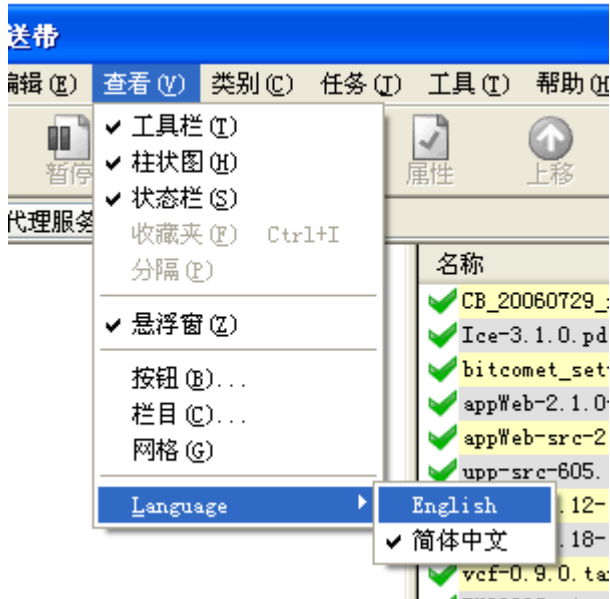 送带
编辑(E) 查看(V) 类别(C) 任务(J) 工具(T) 帮助(H
暂停 属性 上移
代理服务
工具栏(T)
柱状图(H)
状态栏(S)
收藏夹(F) Ctrl+I
分隔(P)
悬浮窗(Z)
按钮(B)...
栏目(C)...
网格(G)
Language
English
简体中文
名称
CB_20060729_
Ice-3.1.0.pd
bitcomet_set
appWeb-2.1.0
appWeb-src-2
upp-src-605.
.12-
.18-
vcf-0.9.0.ta